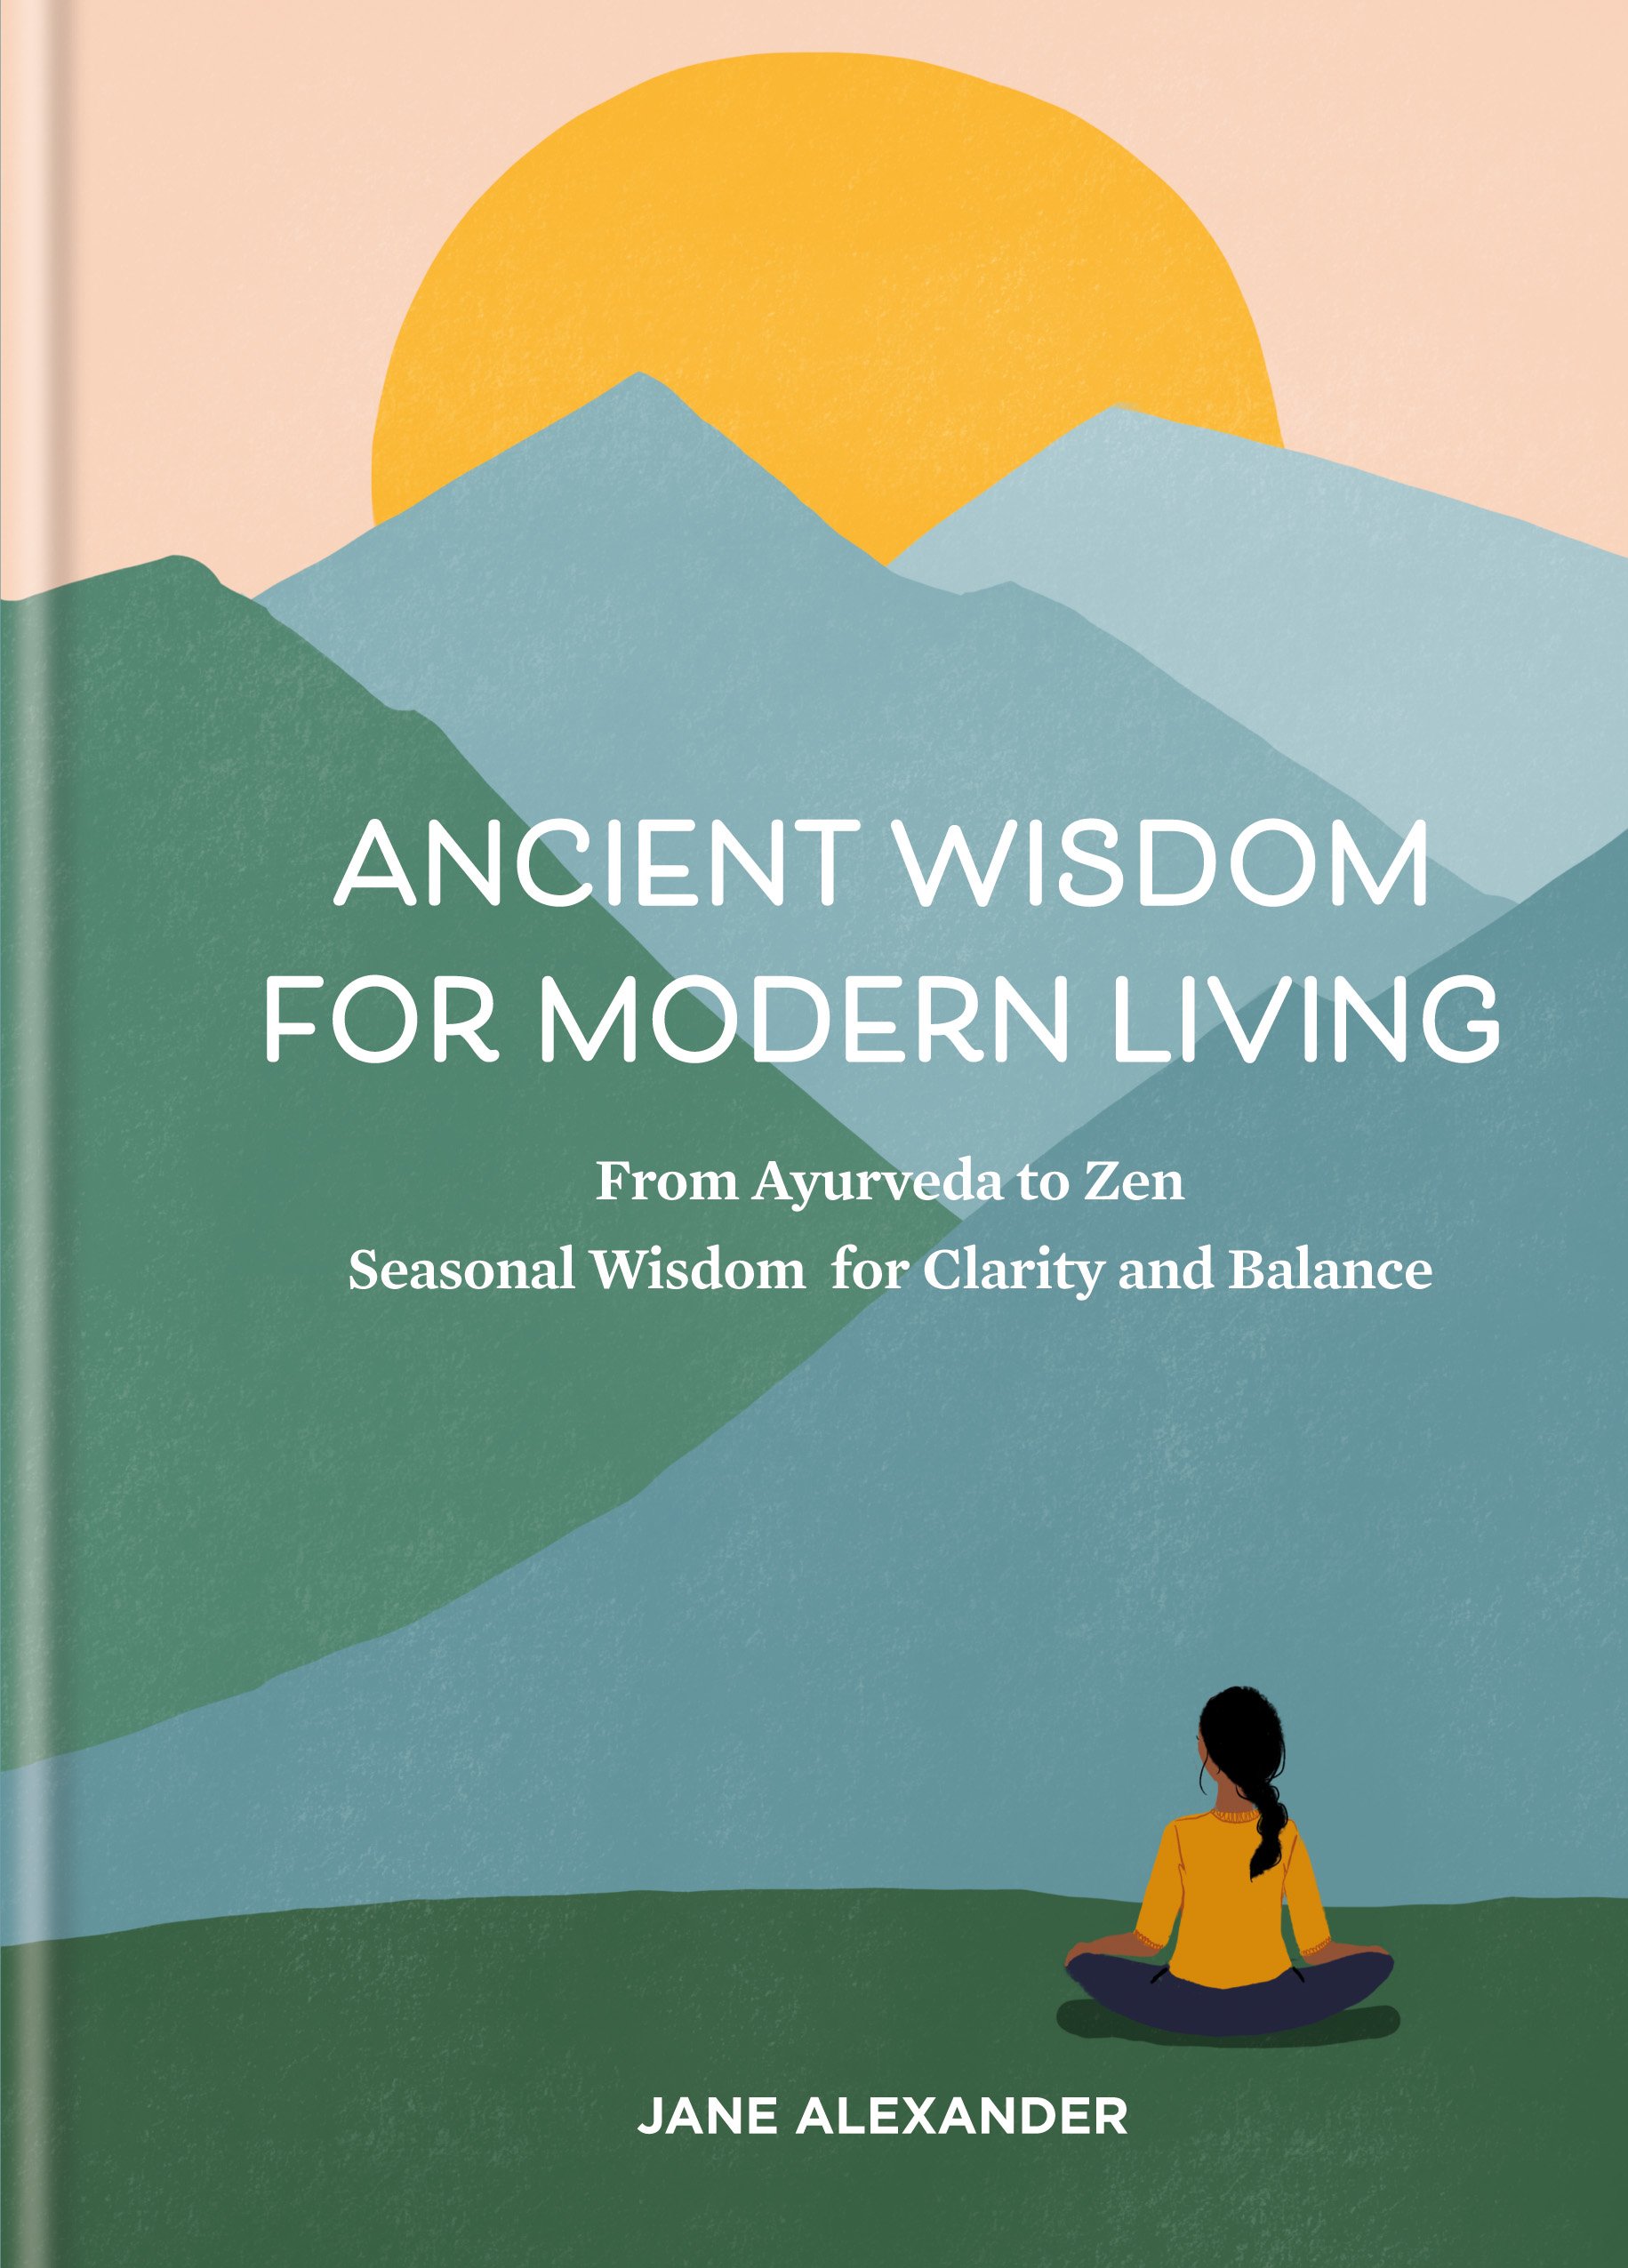 ANCIENT WISDOM
FOR MODERN LIVING
From Ayurveda to Zen
Seasonal Wisdom  for Clarity and Balance
JANE ALEXANDER